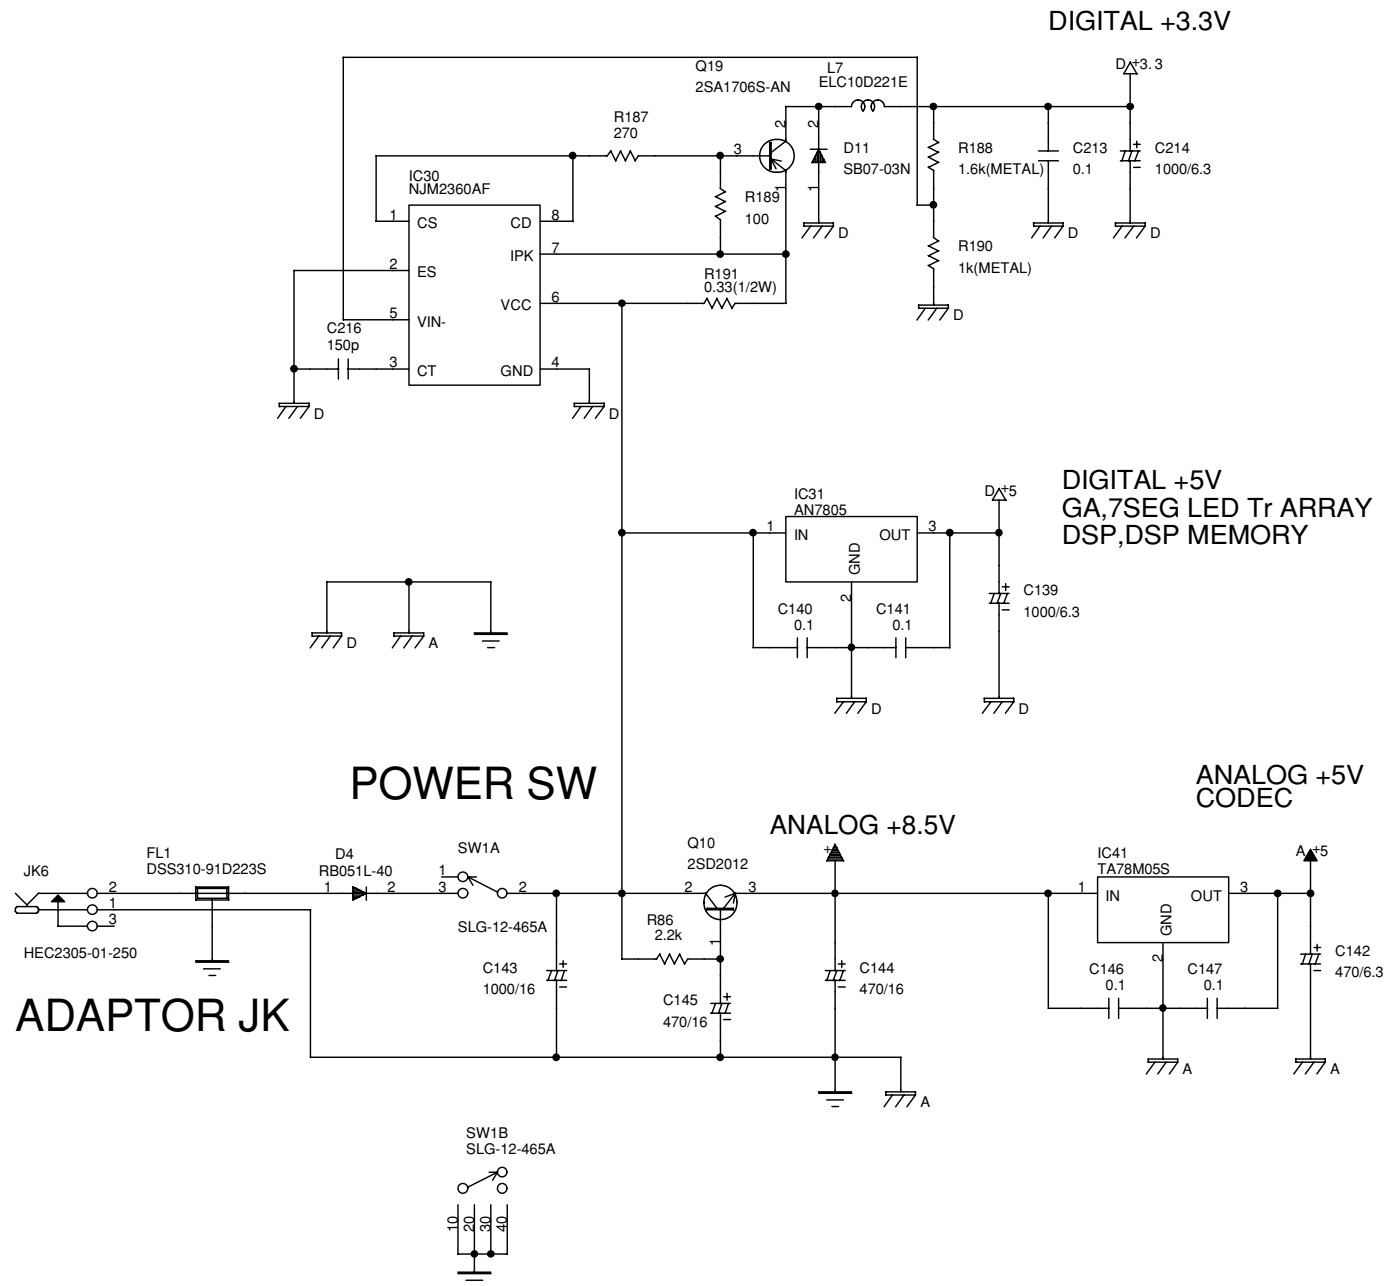 DIGITAL +3.3V
D +3.3
Q19
2SA1706S-AN
L7
ELC10D221E
R187
270
2
2
3
D11
SB07-03N
R188
1.6k(METAL)
C213
0.1
C214
1000/6.3
+
−
IC30
NJM2360AF
1
1
R189
100
D
D
D
1 CS
CD 8
IPK 7
2 ES
R190
1k(METAL)
R191
0.33(1/2W)
VCC 6
5 VIN-
D
C216
150p
3 CT
GND 4
D
D
DIGITAL +5V
GA,7SEG LED Tr ARRAY
DSP,DSP MEMORY
D +5
IC31
AN7805
1 IN
OUT 3
GND
2
C140
0.1
C141
0.1
+
−
C139
1000/6.3
D
A
D
D
POWER SW
ANALOG +5V
CODEC
ANALOG +8.5V
+
A +5
JK6
FL1
DSS310-91D223S
D4
RB051L-40
SW1A
Q10
2SD2012
IC41
TA78M05S
2
1
3
1
2
1
3
2
2
3
1
1 IN
OUT 3
GND
2
HEC2305-01-250
SLG-12-465A
R86
2.2k
C143
1000/16
+
−
C145
470/16
+
−
C144
470/16
+
−
C146
0.1
C147
0.1
C142
470/6.3
+
−
ADAPTOR JK
A
A
A
SW1B
SLG-12-465A
10
20
30
40